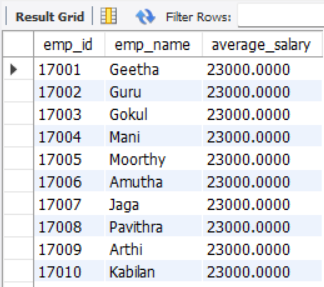 Result Grid Filter Rows:
emp_id emp_name average_salary
17001 Geetha 23000.0000
17002 Guru 23000.0000
17003 Gokul 23000.0000
17004 Mani 23000.0000
17005 Moorthy 23000.0000
17006 Amutha 23000.0000
17007 Jaga 23000.0000
17008 Pavithra 23000.0000
17009 Arthi 23000.0000
17010 Kabilan 23000.0000